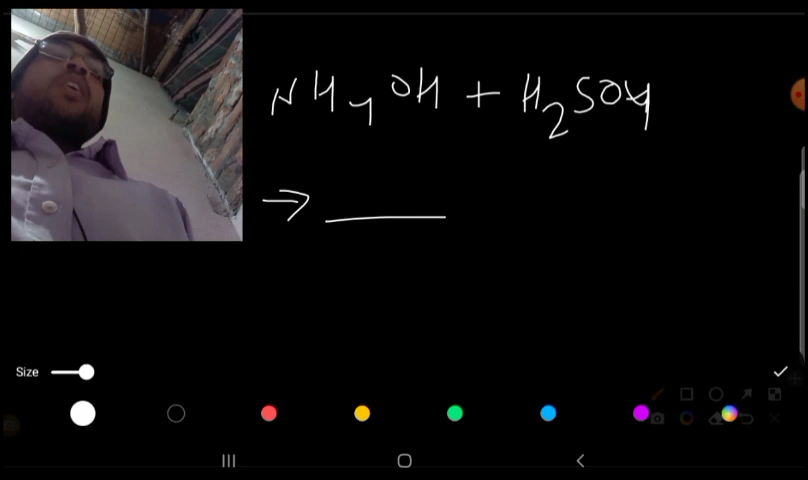 NH4OH + H2SO4
→ ____
Size